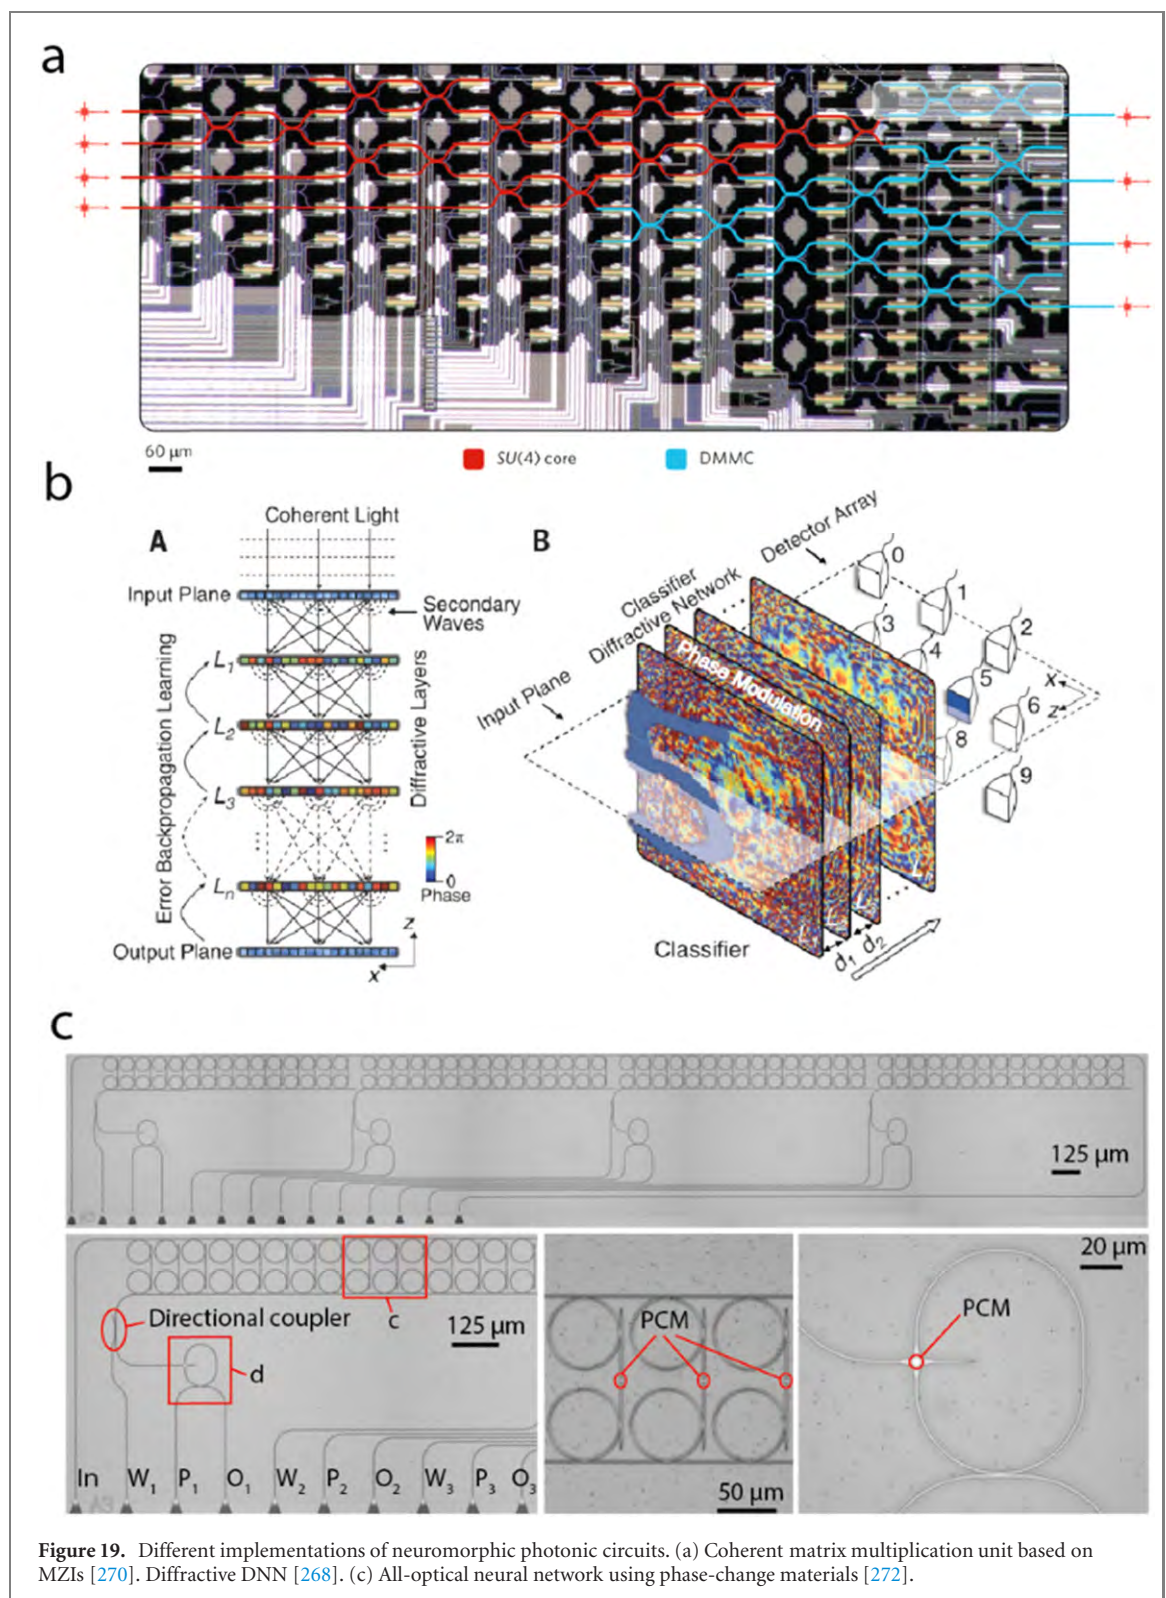 a
60 μm
SU(4) core
DMMC
b
A
Coherent Light
Input Plane
Secondary
Waves
Error Backpropagation Learning
Diffractive Layers
L1
L2
L3
Ln
2π
0
Phase
Output Plane
z
x
B
Detector Array
Classifier
Diffractive Network
Input Plane
Phase Modulation
0
1
2
3
4
5
6
8
9
x
z
Classifier
d1
d2
c
125 μm
Directional coupler
c
125 μm
d
In
W1
P1
O1
W2
P2
O2
W3
P3
O3
PCM
50 μm
20 μm
PCM
Figure 19. Different implementations of neuromorphic photonic circuits. (a) Coherent matrix multiplication unit based on
MZIs [270]. Diffractive DNN [268]. (c) All-optical neural network using phase-change materials [272].